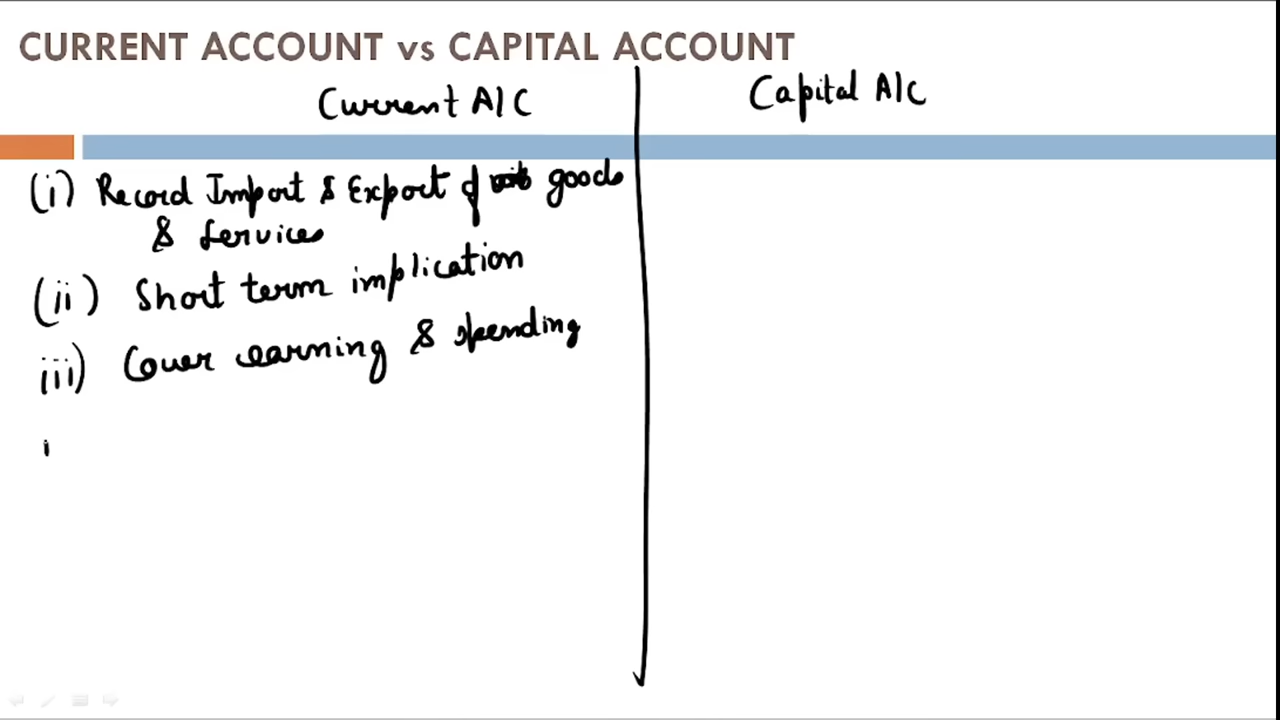 CURRENT ACCOUNT vs CAPITAL ACCOUNT
Current A/C
Capital A/C
(i) Record Import & Export of goods
& Services
(ii) Short term implication
iii) Cover earning & spending
i